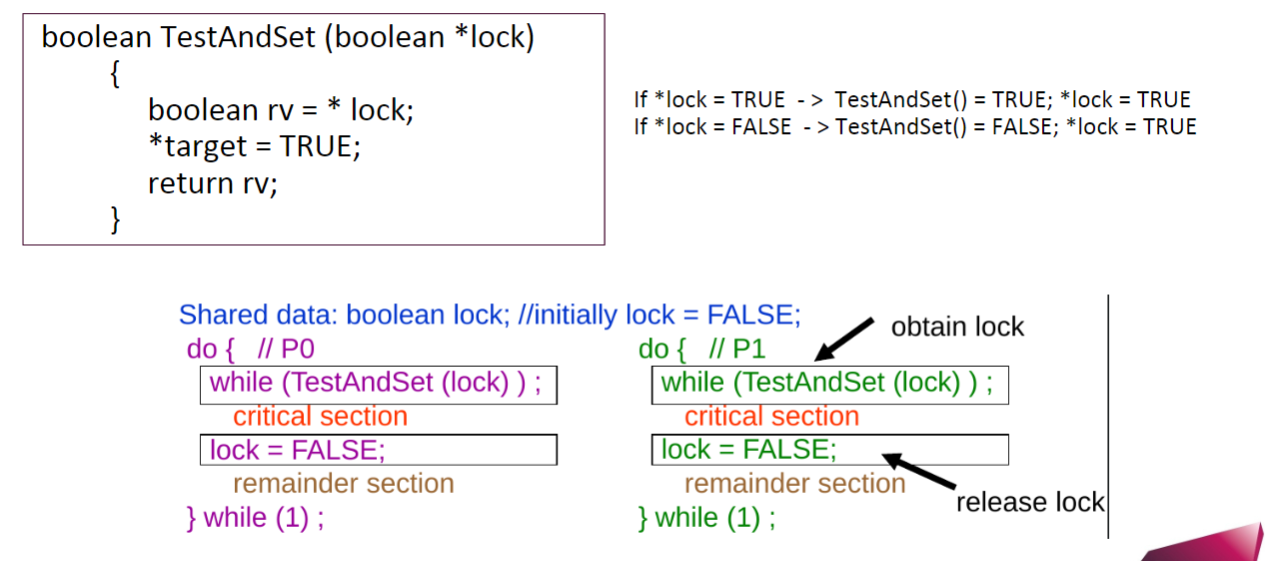 boolean TestAndSet (boolean *lock)
{
boolean rv = * lock;
*target = TRUE;
return rv;
}
If *lock = TRUE - > TestAndSet() = TRUE; *lock = TRUE
If *lock = FALSE - > TestAndSet() = FALSE; *lock = TRUE
Shared data: boolean lock; //initially lock = FALSE;
obtain lock
do { // P0
while (TestAndSet (lock) ) ;
critical section
lock = FALSE;
remainder section
} while (1) ;
do { // P1
while (TestAndSet (lock) ) ;
critical section
lock = FALSE;
remainder section
release lock
} while (1) ;